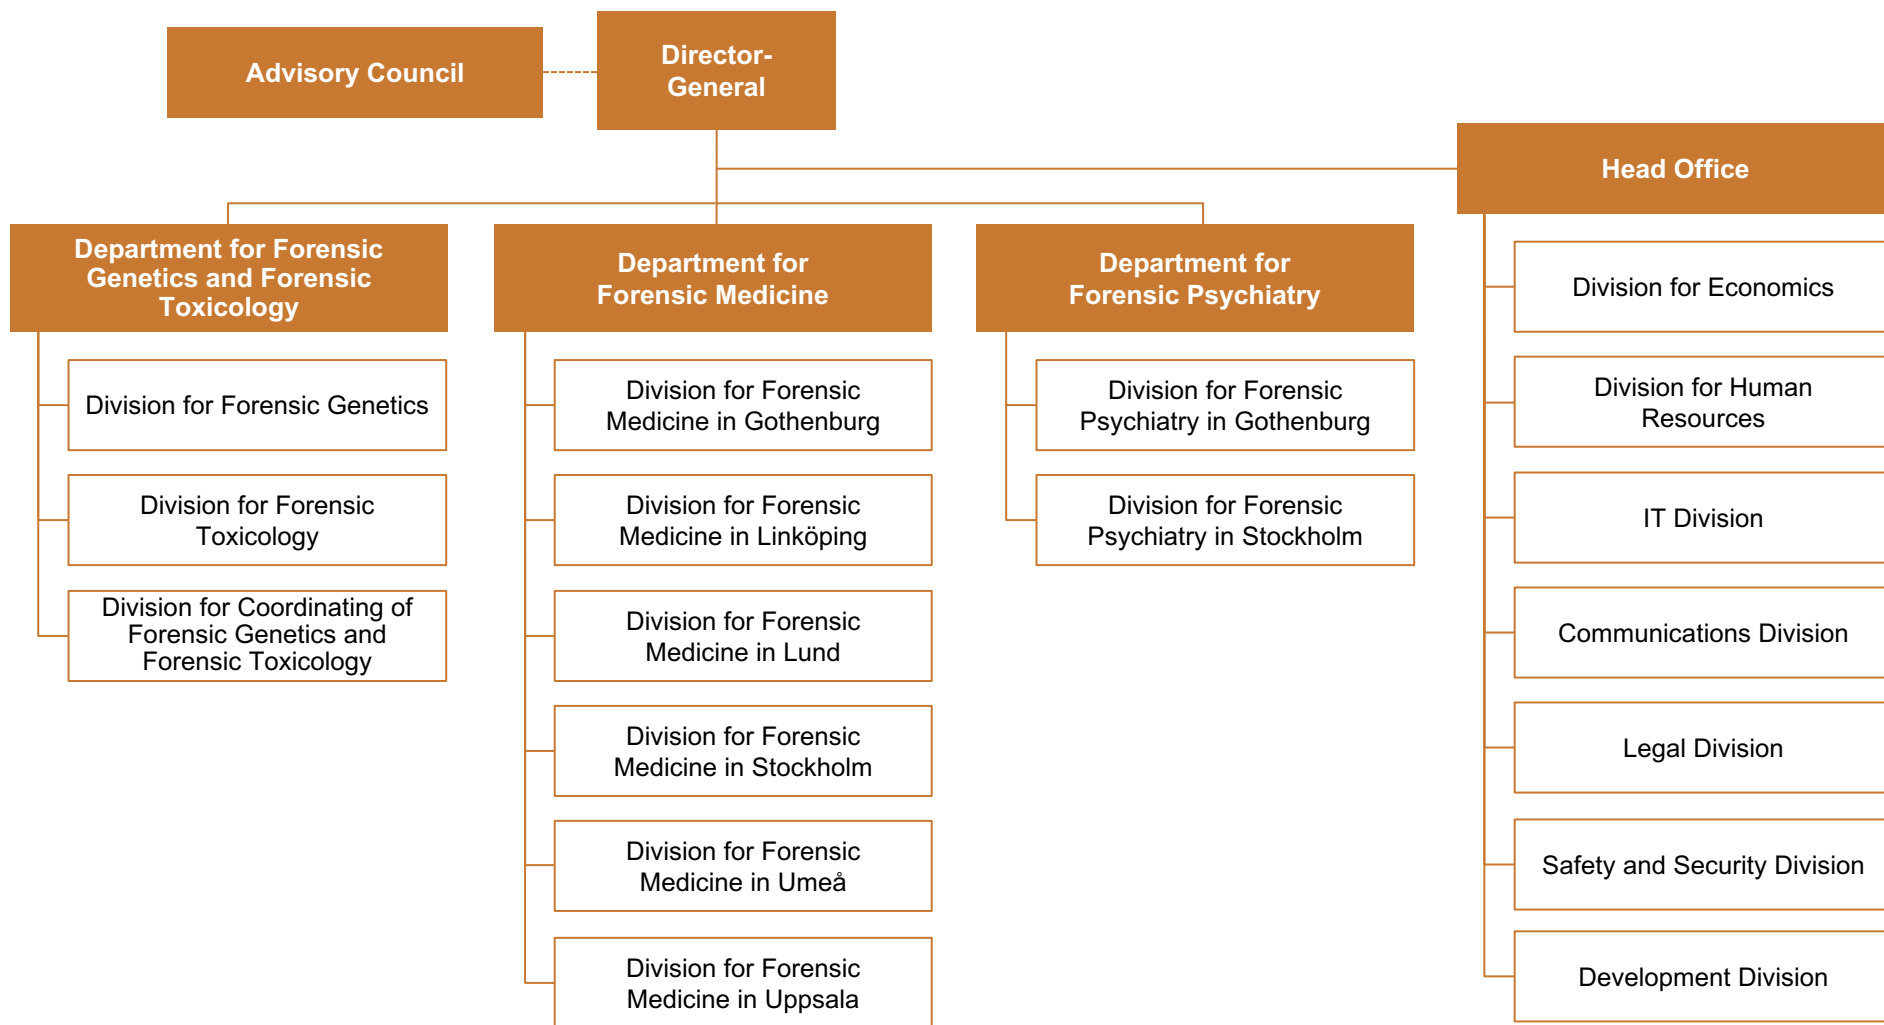 Advisory Council
Director-
General
Head Office
Department for Forensic
Genetics and Forensic
Toxicology
Division for Forensic Genetics
Division for Forensic
Toxicology
Division for Coordinating of
Forensic Genetics and
Forensic Toxicology
Department for
Forensic Medicine
Division for Forensic
Medicine in Gothenburg
Division for Forensic
Medicine in Linköping
Division for Forensic
Medicine in Lund
Division for Forensic
Medicine in Stockholm
Division for Forensic
Medicine in Umeå
Division for Forensic
Medicine in Uppsala
Department for
Forensic Psychiatry
Division for Forensic
Psychiatry in Gothenburg
Division for Forensic
Psychiatry in Stockholm
Division for Economics
Division for Human
Resources
IT Division
Communications Division
Legal Division
Safety and Security Division
Development Division